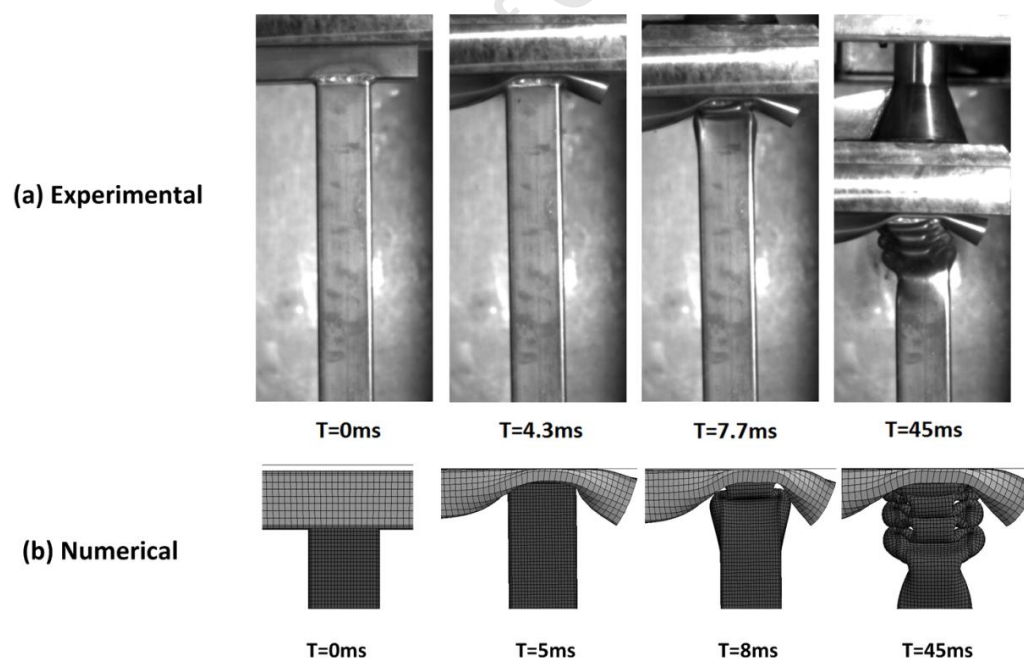 (a) Experimental
T=0ms
T=4.3ms
T=7.7ms
T=45ms
(b) Numerical
T=0ms
T=5ms
T=8ms
T=45ms